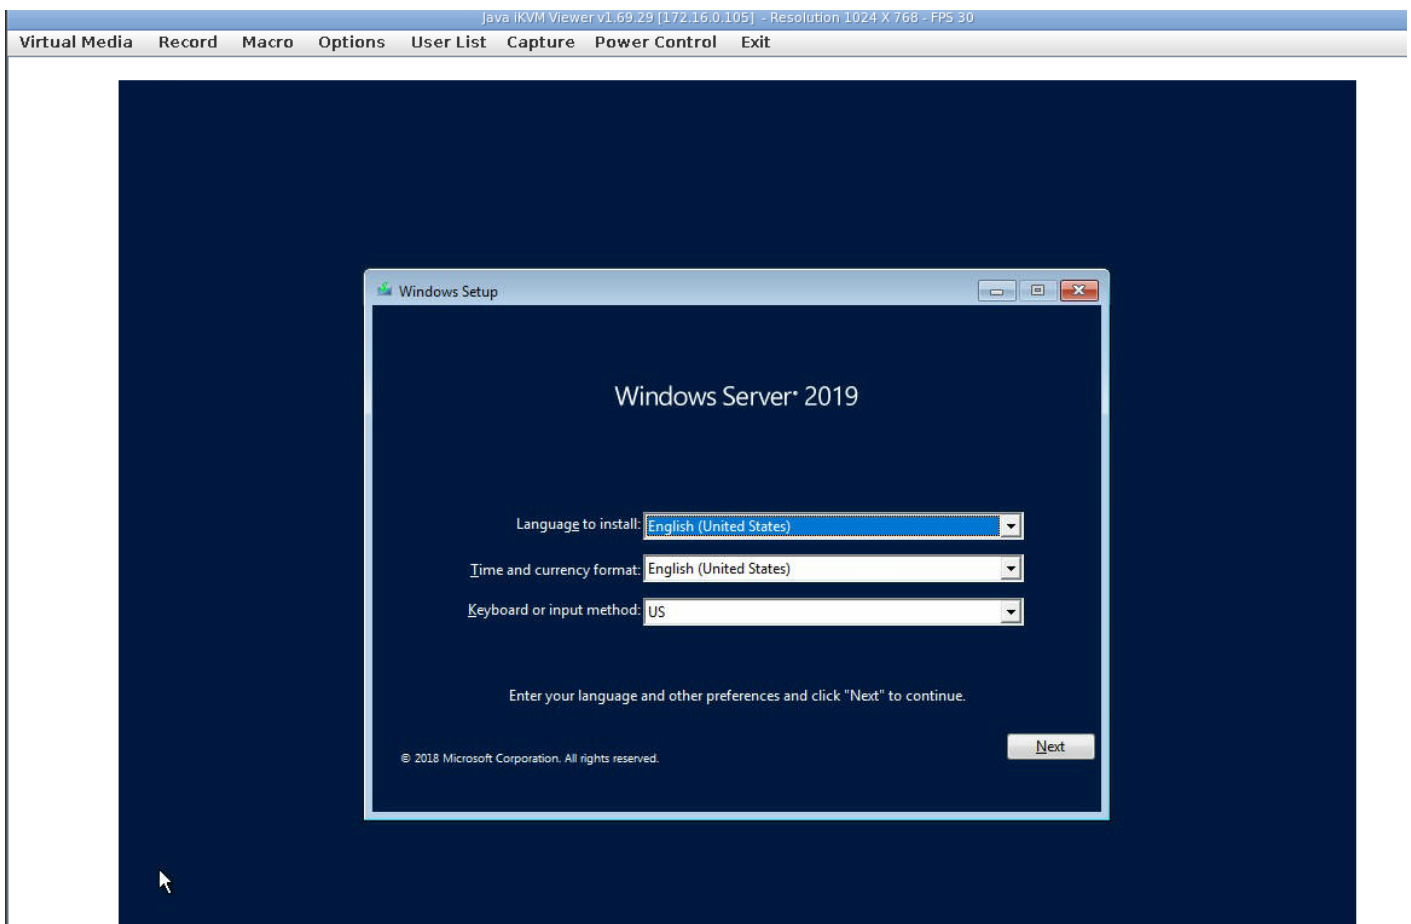 Java iKVM Viewer v1.69.29 [172.16.0.105]  - Resolution 1024 X 768 - FPS 30
Virtual Media Record Macro Options User List Capture Power Control Exit
Windows Setup
Windows Server® 2019
Language to install: English (United States)
Time and currency format: English (United States)
Keyboard or input method: US
Enter your language and other preferences and click "Next" to continue.
Next
© 2018 Microsoft Corporation. All rights reserved.